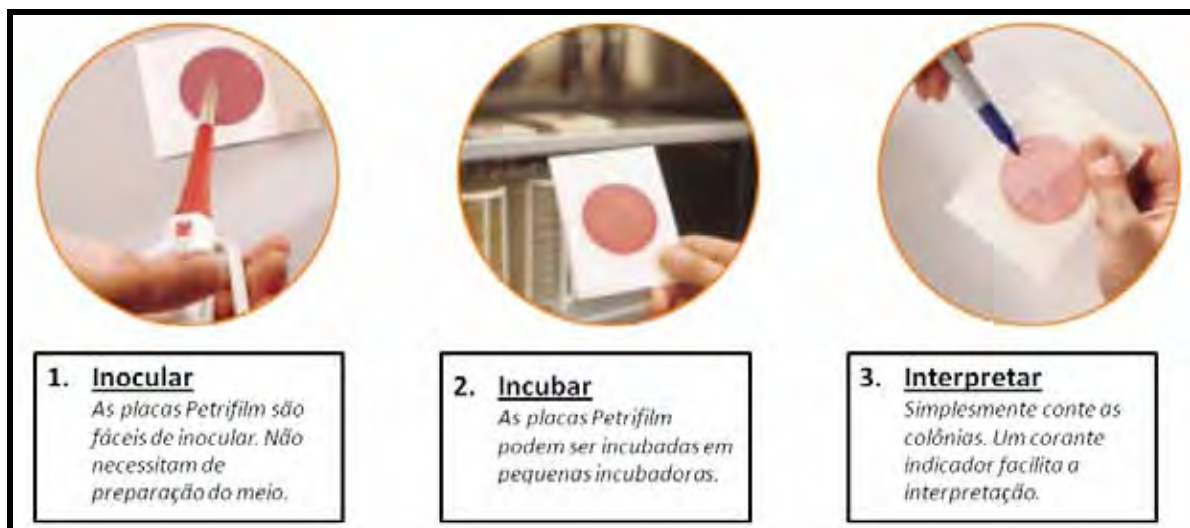 1. Inocular
As placas Petrifilm são
fáceis de inocular. Não
necessitam de
preparação do meio.
2. Incubar
As placas Petrifilm
podem ser incubadas em
pequenas incubadoras.
3. Interpretar
Simplesmente conte as
colônias. Um corante
indicador facilita a
interpretação.